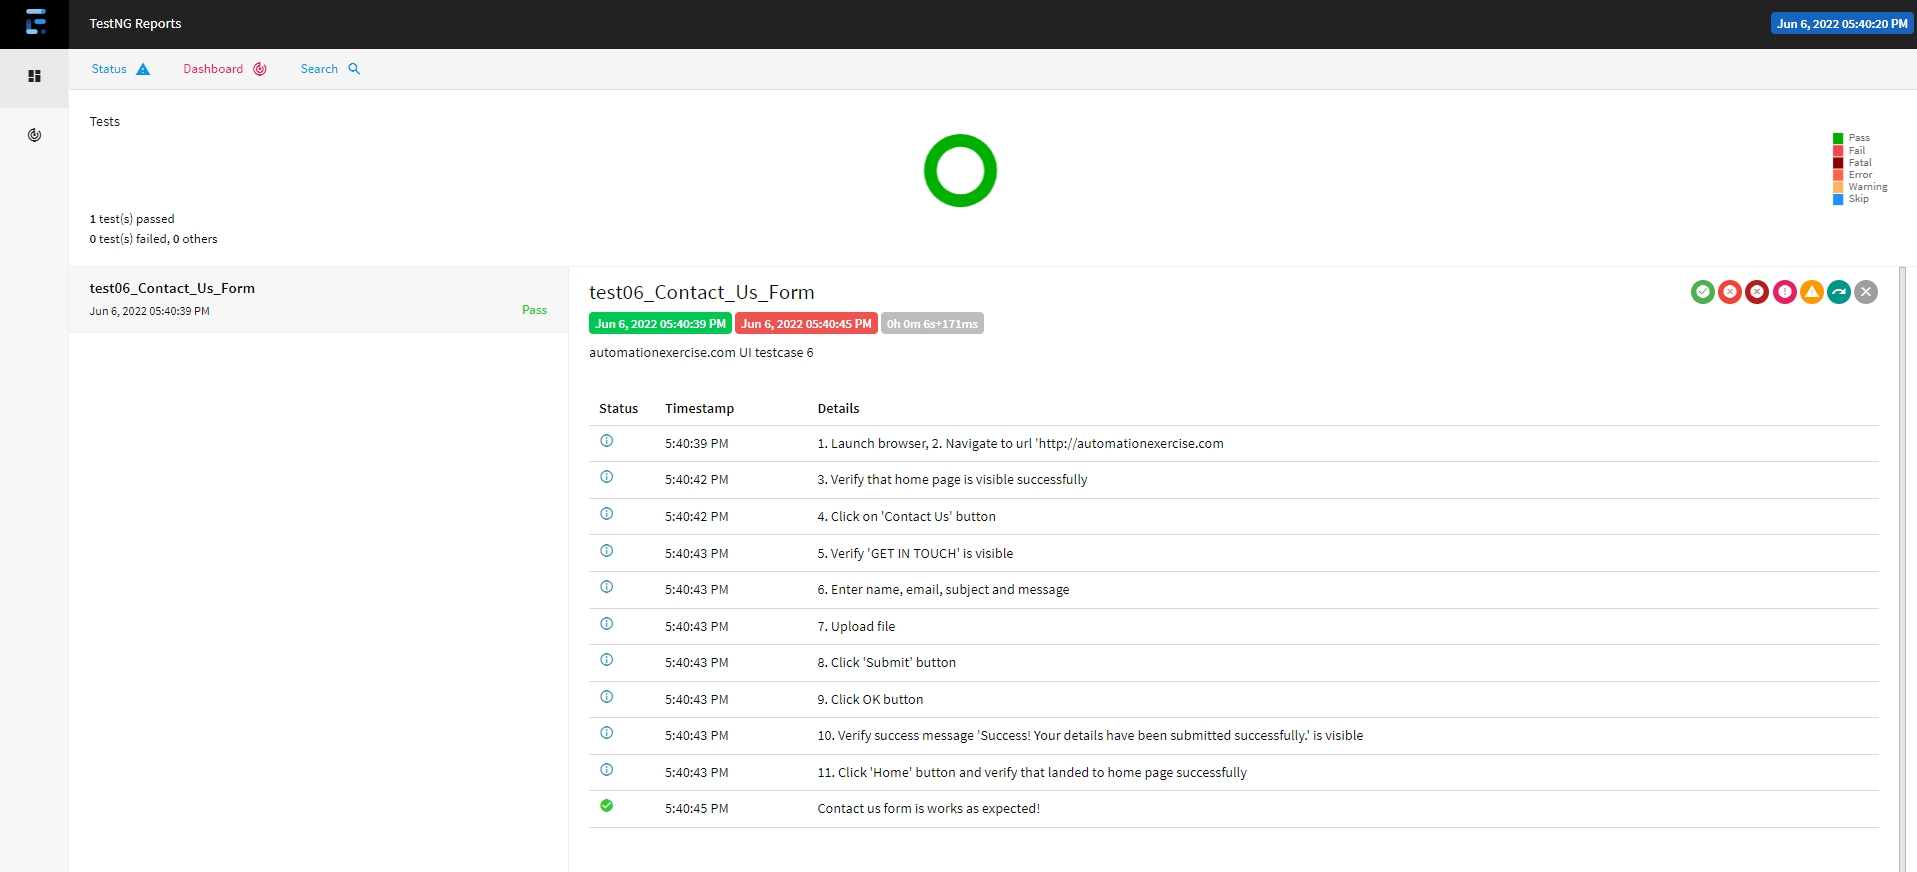 TestNG Reports
Jun 6, 2022 05:40:20 PM
Status
Dashboard
Search
Tests
1 test(s) passed
0 test(s) failed, 0 others
Pass
Fail
Fatal
Error
Warning
Skip
test06_Contact_Us_Form
Jun 6, 2022 05:40:39 PM
Pass
test06_Contact_Us_Form
Jun 6, 2022 05:40:39 PM Jun 6, 2022 05:40:45 PM 0h 0m 6s+171ms
automationexercise.com UI testcase 6
Status Timestamp Details
5:40:39 PM 1. Launch browser, 2. Navigate to url 'http://automationexercise.com
5:40:42 PM 3. Verify that home page is visible successfully
5:40:42 PM 4. Click on 'Contact Us' button
5:40:43 PM 5. Verify 'GET IN TOUCH' is visible
5:40:43 PM 6. Enter name, email, subject and message
5:40:43 PM 7. Upload file
5:40:43 PM 8. Click 'Submit' button
5:40:43 PM 9. Click OK button
5:40:43 PM 10. Verify success message 'Success! Your details have been submitted successfully.' is visible
5:40:43 PM 11. Click 'Home' button and verify that landed to home page successfully
5:40:45 PM Contact us form is works as expected!